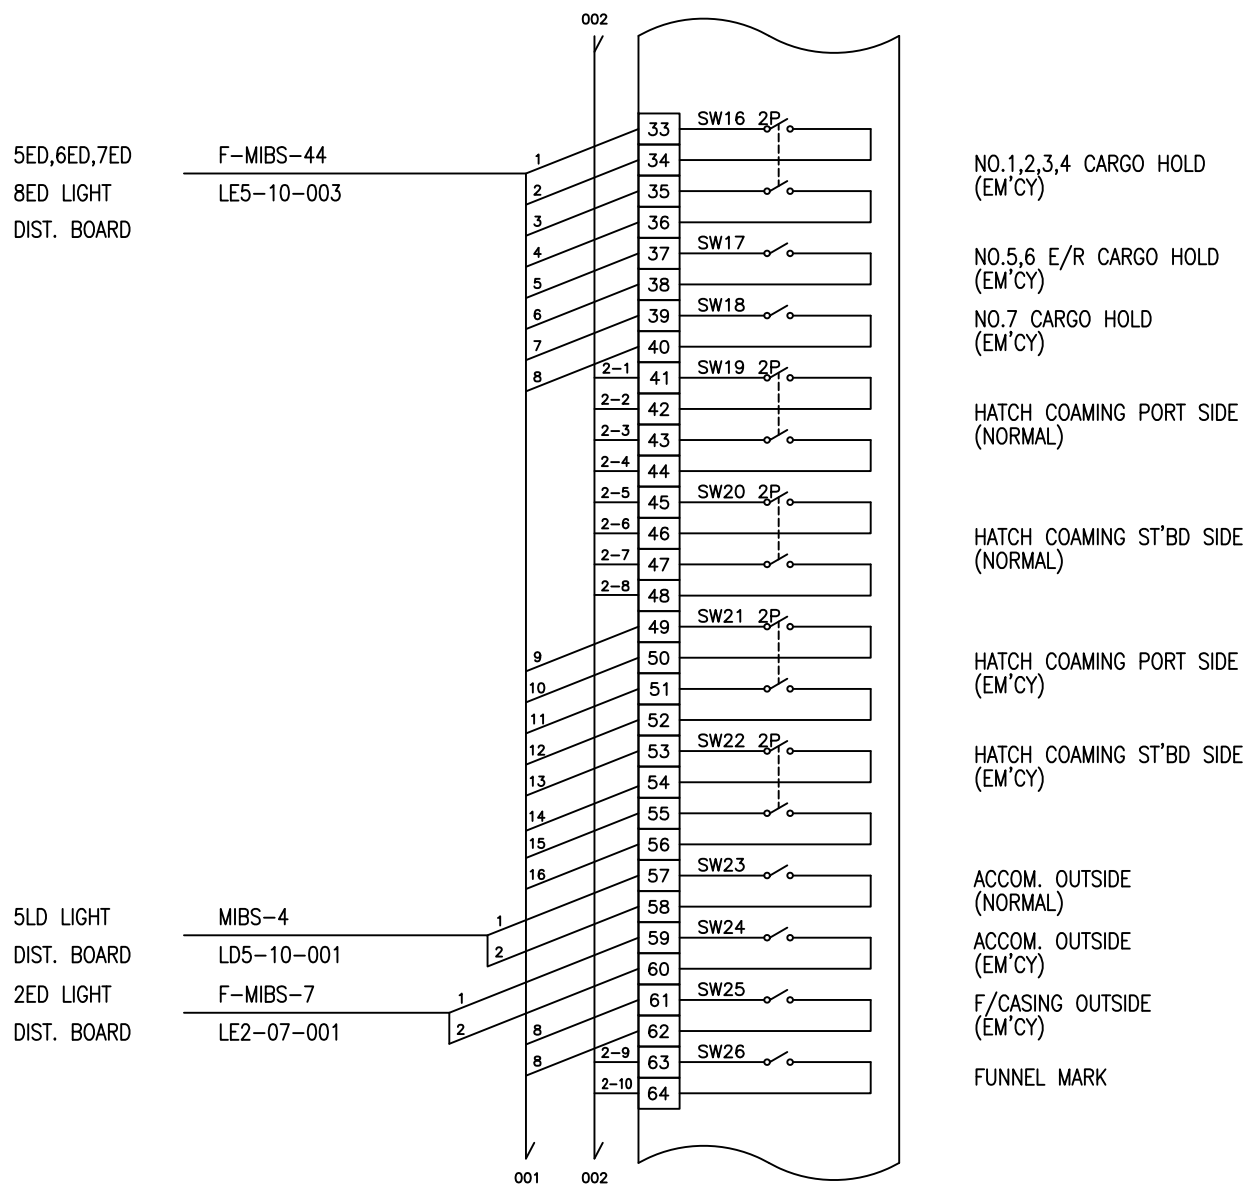 002
5ED,6ED,7ED
8ED LIGHT
DIST. BOARD
F-MIBS-44
LE5-10-003
1 33 SW16 2P
2 34
3 35
4 36
NO.1,2,3,4 CARGO HOLD
(EM'CY)
5 37 SW17
6 38
NO.5,6 E/R CARGO HOLD
(EM'CY)
7 39 SW18
8 40
NO.7 CARGO HOLD
(EM'CY)
2-1 41 SW19 2P
2-2 42
2-3 43
2-4 44
HATCH COAMING PORT SIDE
(NORMAL)
2-5 45 SW20 2P
2-6 46
2-7 47
2-8 48
HATCH COAMING ST'BD SIDE
(NORMAL)
9 49 SW21 2P
10 50
11 51
12 52
HATCH COAMING PORT SIDE
(EM'CY)
13 53 SW22 2P
14 54
15 55
16 56
HATCH COAMING ST'BD SIDE
(EM'CY)
5LD LIGHT
DIST. BOARD
MIBS-4
LD5-10-001
1 57 SW23
2 58
ACCOM. OUTSIDE
(NORMAL)
2ED LIGHT
DIST. BOARD
F-MIBS-7
LE2-07-001
1 59 SW24
2 60
ACCOM. OUTSIDE
(EM'CY)
8 61 SW25
8 62
F/CASING OUTSIDE
(EM'CY)
2-9 63 SW26
2-10 64
FUNNEL MARK
001
002